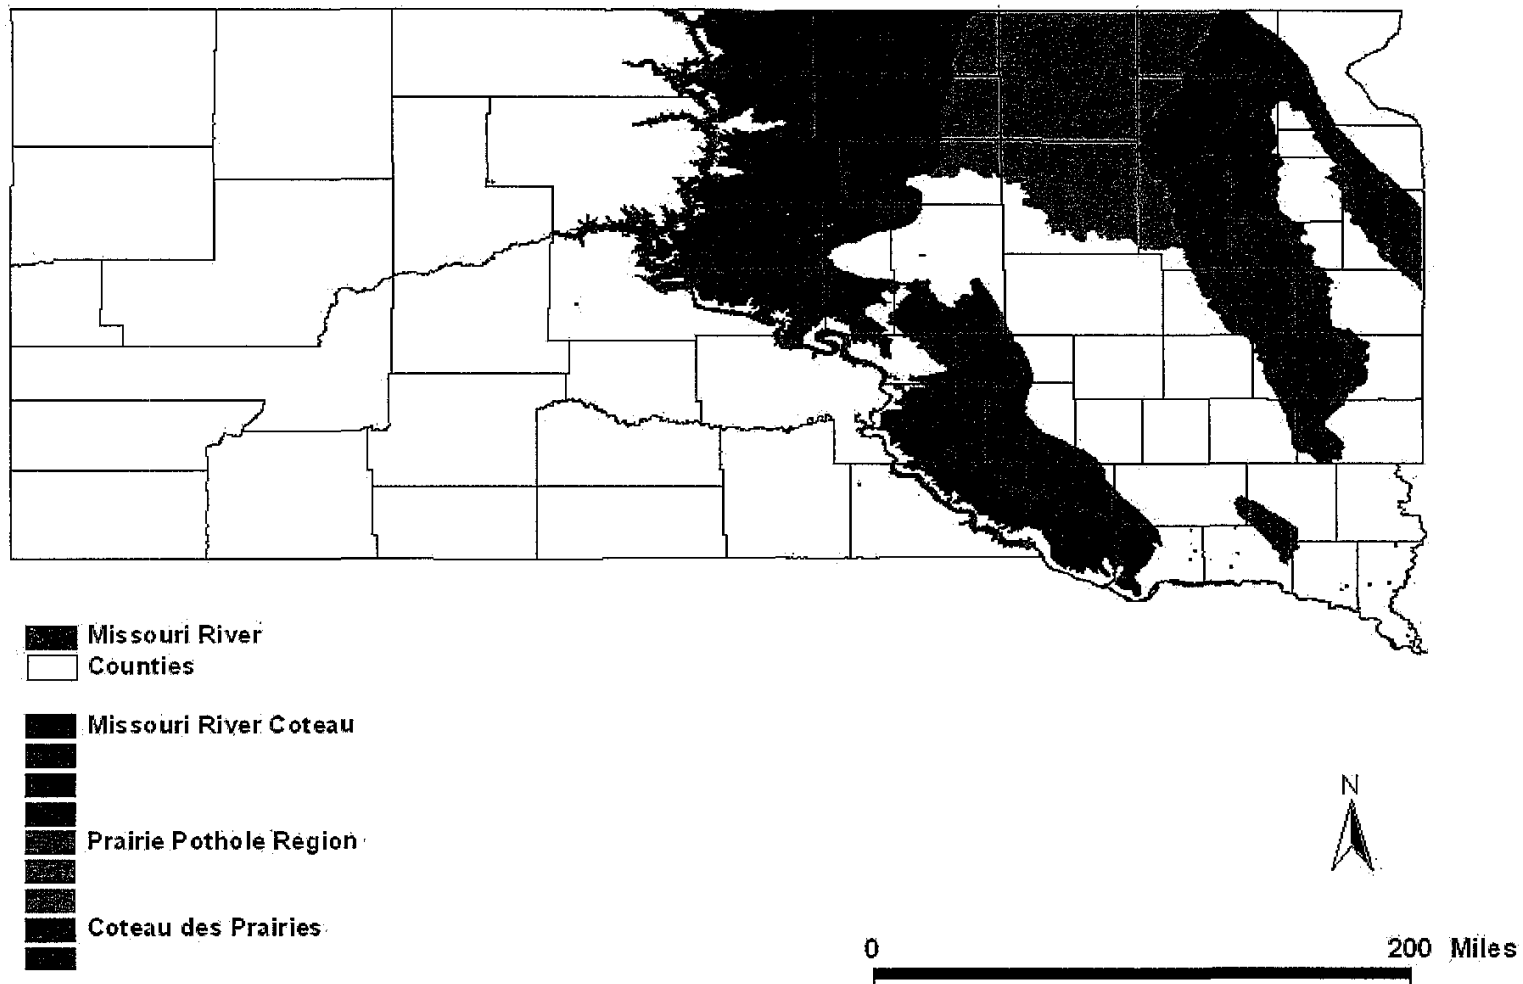 Missouri River
Counties
Missouri River Coteau
Prairie Pothole Region
Coteau des Prairies
N
0 200 Miles